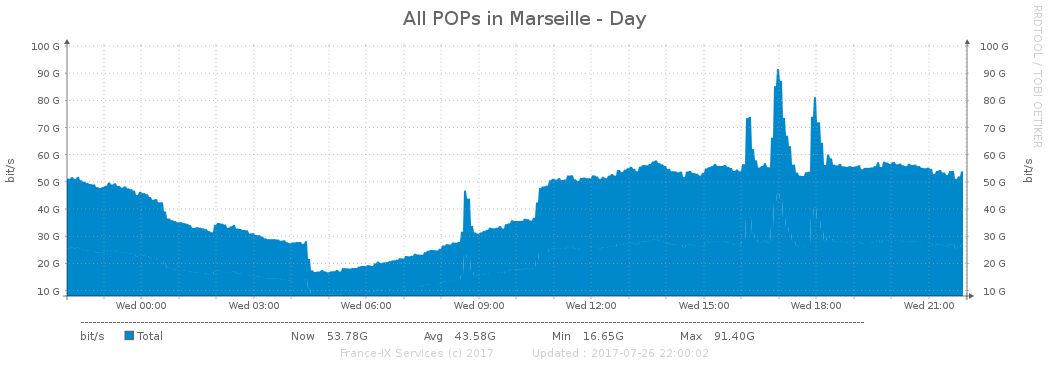 All POPs in Marseille - Day
RRDTOOL / TOBI OETIKER
100 G 100 G
90 G 90 G
80 G 80 G
70 G 70 G
60 G 60 G
50 G 50 G
40 G 40 G
30 G 30 G
20 G 20 G
10 G 10 G
bit/s bit/s
Wed 00:00 Wed 03:00 Wed 06:00 Wed 09:00 Wed 12:00 Wed 15:00 Wed 18:00 Wed 21:00
bit/s Total Now 53.78G Avg 43.58G Min 16.65G Max 91.40G
France-IX Services (c) 2017 Updated : 2017-07-26 22:00:02